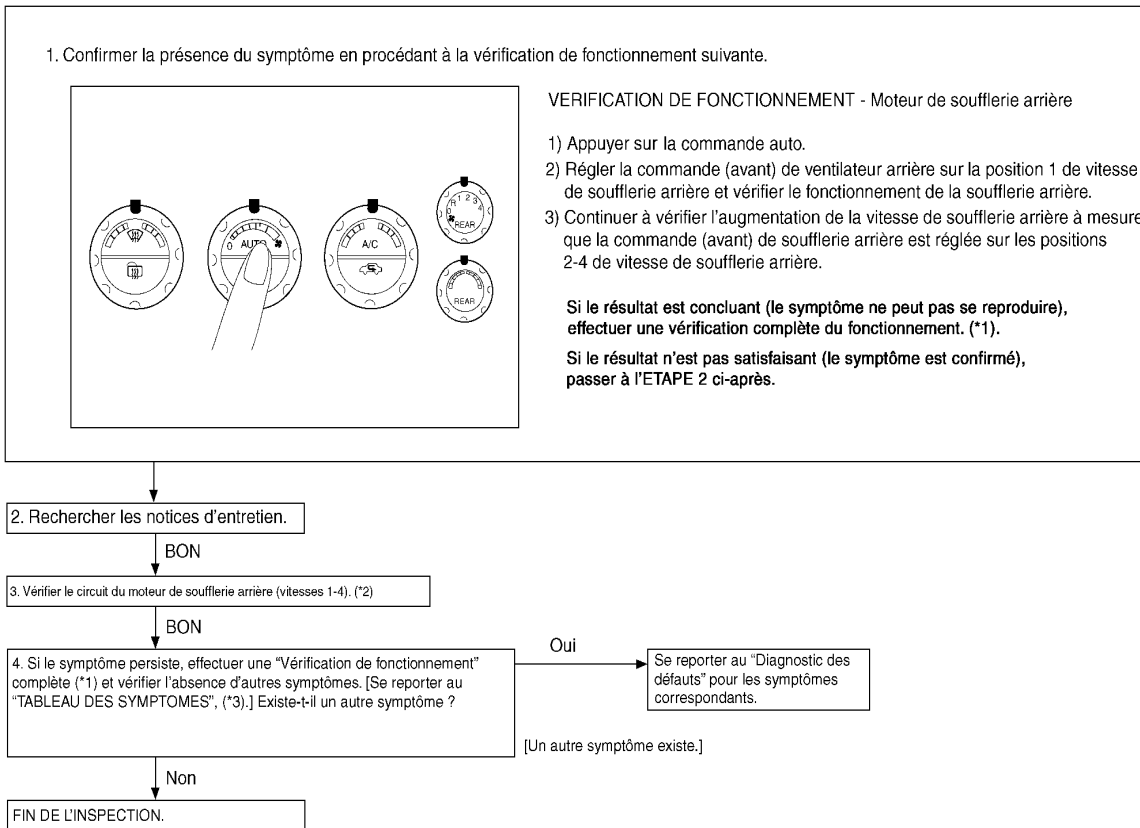 1. Confirmer la présence du symptôme en procédant à la vérification de fonctionnement suivante.
VERIFICATION DE FONCTIONNEMENT - Moteur de soufflerie arrière
1) Appuyer sur la commande auto.
2) Régler la commande (avant) de ventilateur arrière sur la position 1 de vitesse
de soufflerie arrière et vérifier le fonctionnement de la soufflerie arrière.
3) Continuer à vérifier l'augmentation de la vitesse de soufflerie arrière à mesure
que la commande (avant) de soufflerie arrière est réglée sur les positions
2-4 de vitesse de soufflerie arrière.
Si le résultat est concluant (le symptôme ne peut pas se reproduire),
effectuer une vérification complète du fonctionnement. (*1).
Si le résultat n'est pas satisfaisant (le symptôme est confirmé),
passer à l'ETAPE 2 ci-après.
0 AUTO
A/C
0 R 1 2 3 4
REAR
REAR
2. Rechercher les notices d'entretien.
BON
3. Vérifier le circuit du moteur de soufflerie arrière (vitesses 1-4). (*2)
BON
4. Si le symptôme persiste, effectuer une “Vérification de fonctionnement”
complète (*1) et vérifier l'absence d'autres symptômes. [Se reporter au
“TABLEAU DES SYMPTOMES”, (*3).] Existe-t-il un autre symptôme ?
Oui
Se reporter au “Diagnostic des
défauts” pour les symptômes
correspondants.
[Un autre symptôme existe.]
Non
FIN DE L'INSPECTION.